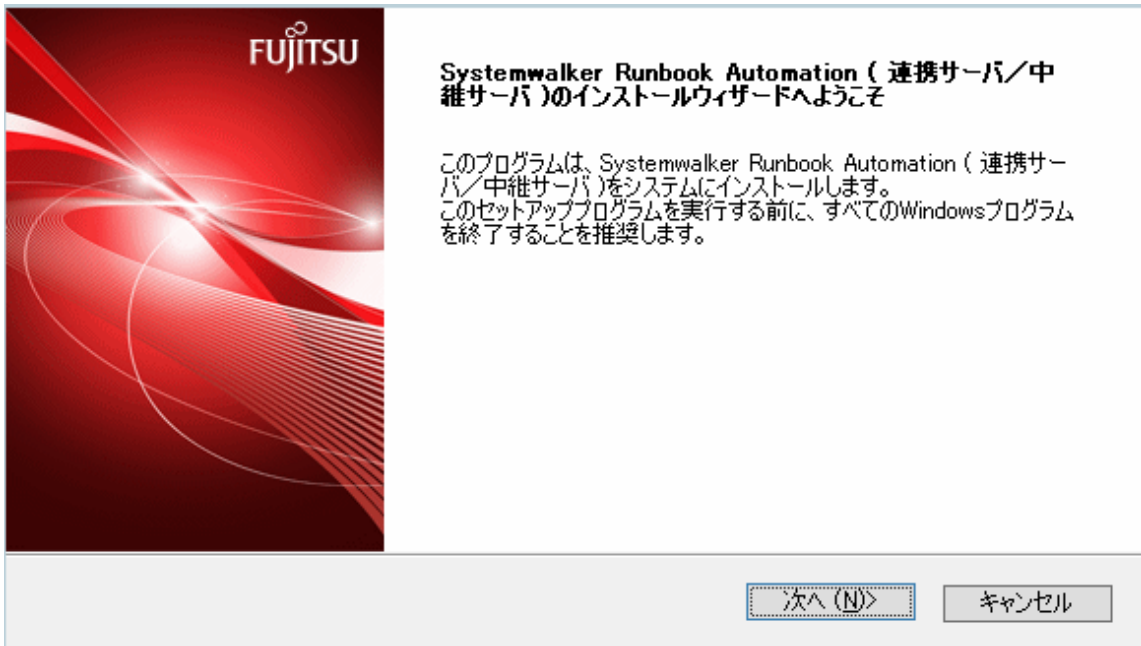 FUJITSU
Systemwalker Runbook Automation ( 連携サーバ／中
継サーバ )のインストールウィザードへようこそ
このプログラムは、Systemwalker Runbook Automation ( 連携サー
バ／中継サーバ )をシステムにインストールします。
このセットアッププログラムを実行する前に、すべてのWindowsプログラム
を終了することを推奨します。
次へ (N)>
キャンセル